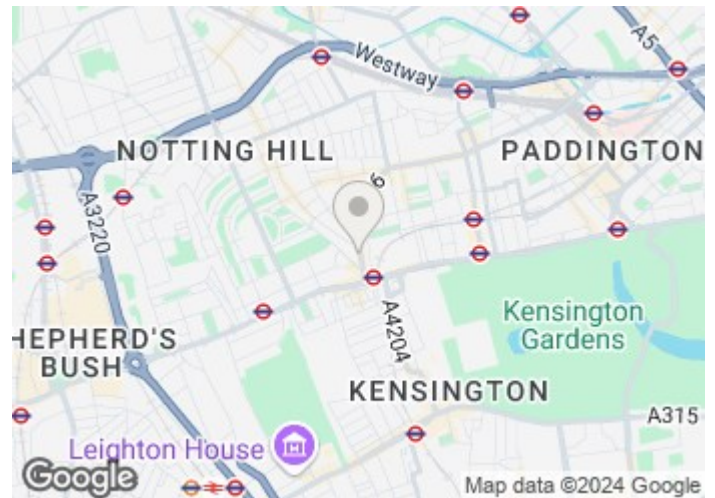 A5
Westway
NOTTING HILL
PADDINGTON
A3220
Kensington
Gardens
A4204
HEPHERD'S
BUSH
KENSINGTON
A315
Leighton House
Google
Map data ©2024 Google